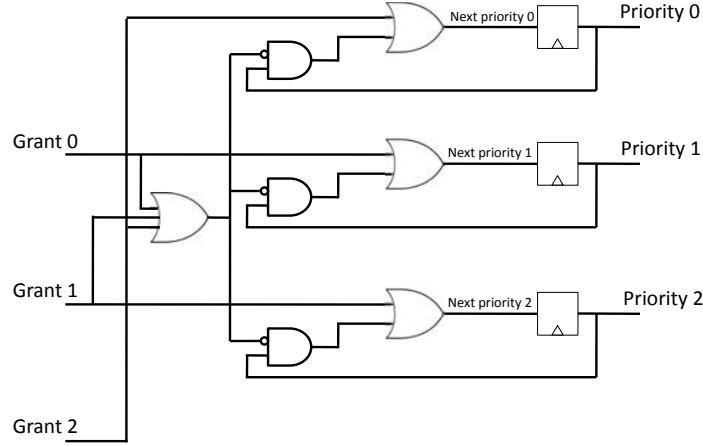 Next priority 0
Priority 0
Grant 0
Next priority 1
Priority 1
Grant 1
Next priority 2
Priority 2
Grant 2